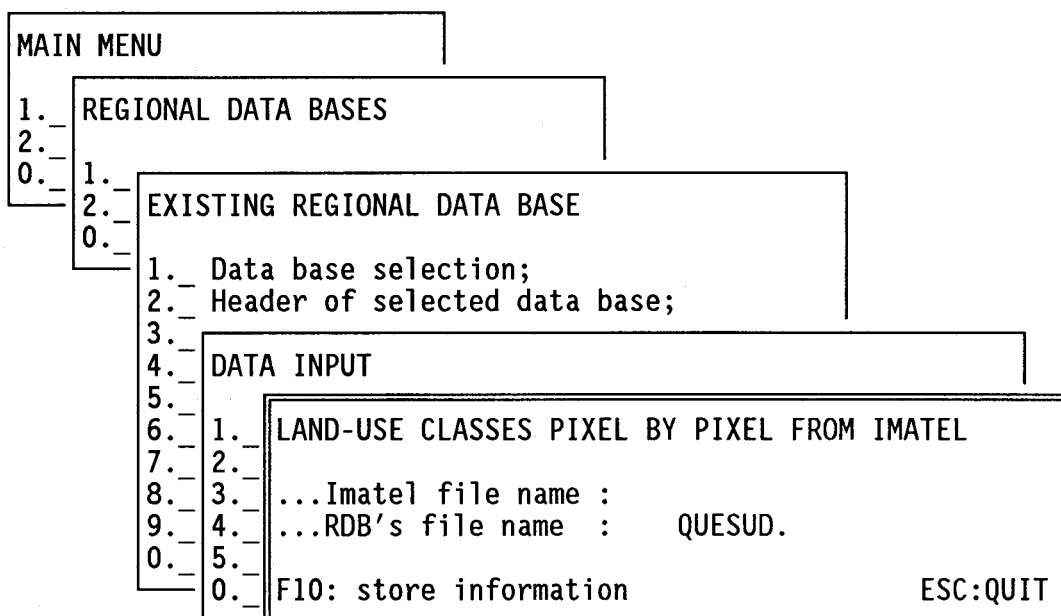 MAIN MENU
1._ REGIONAL DATA BASES
2._
0._ 1._
2._ EXISTING REGIONAL DATA BASE
0._
1._ Data base selection;
2._ Header of selected data base;
3._
4._ DATA INPUT
5._
6._ 1._ LAND-USE CLASSES PIXEL BY PIXEL FROM IMATEL
7._ 2._
8._ 3._ ...Imatel file name :
9._ 4._ ...RDB's file name : QUESUD.
0._ 5._
0._ F10: store information ESC:QUIT